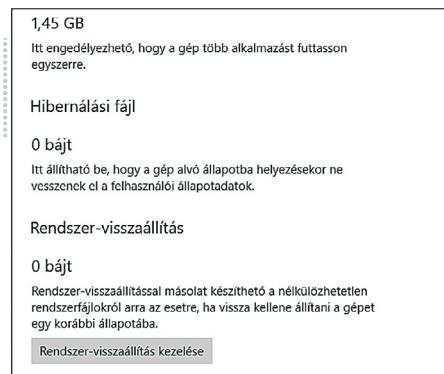 1,45 GB
Itt engedélyezhető, hogy a gép több alkalmazást futtasson
egyszerre.
Hibernálási fájl
0 bájt
Itt állítható be, hogy a gép alvó állapotba helyezésekor ne
vesszenek el a felhasználói állapotadatok.
Rendszer-visszaállítás
0 bájt
Rendszer-visszaállítással másolat készíthető a nélkülözhetetlen
rendszerfájlokról arra az esetre, ha vissza kellene állítani a gépet
egy korábbi állapotába.
Rendszer-visszaállítás kezelése